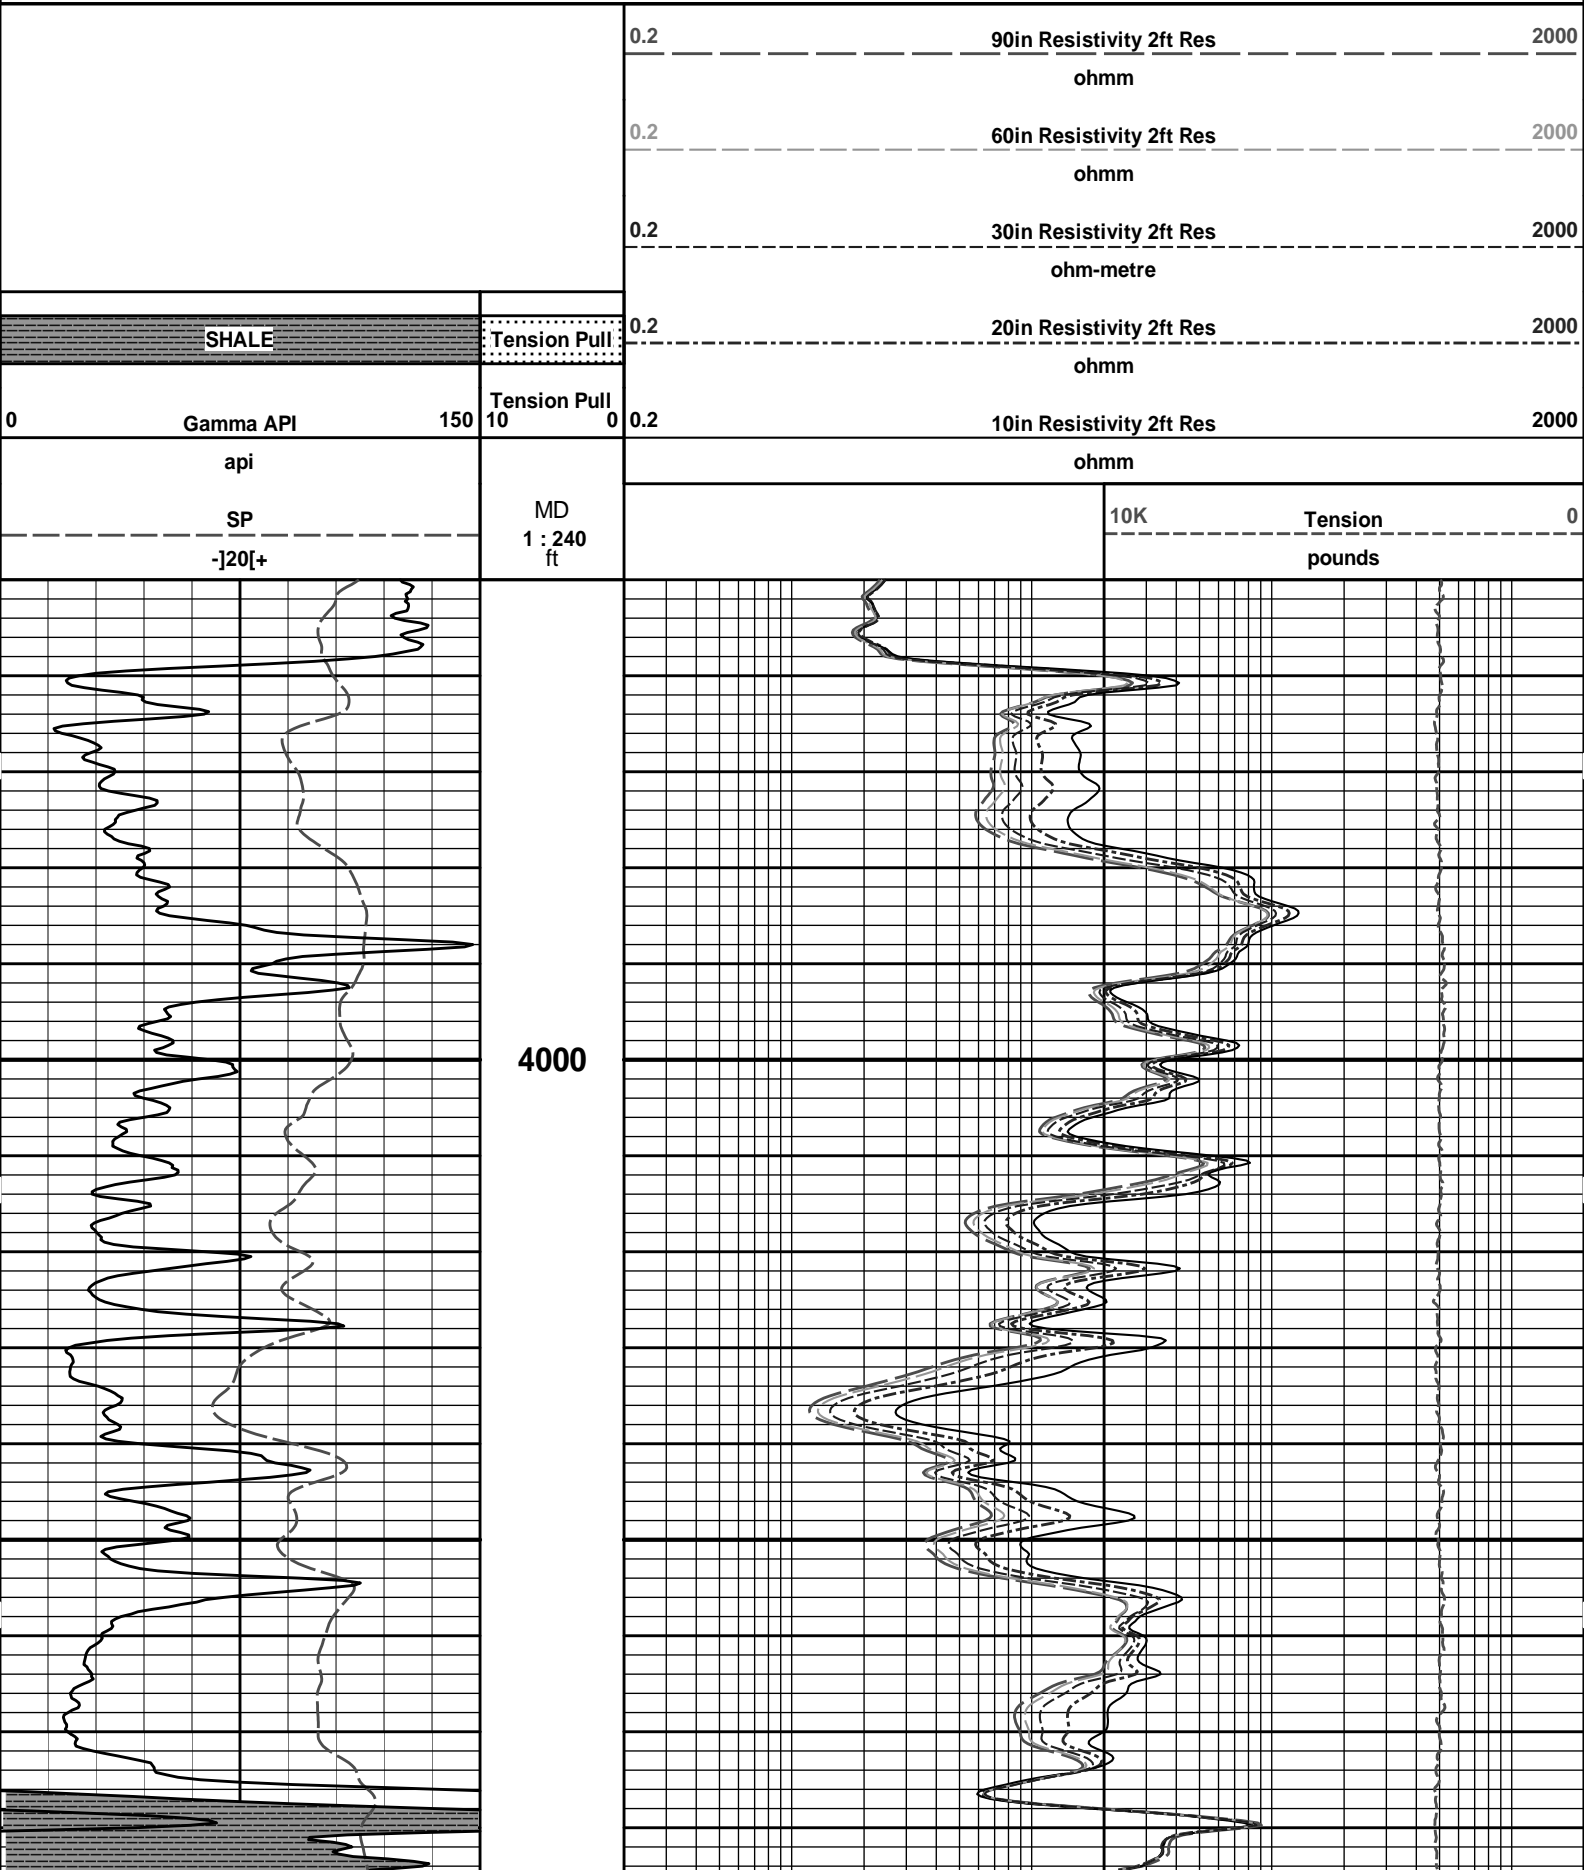 0.2 90in Resistivity 2ft Res 2000
ohmm
0.2 60in Resistivity 2ft Res 2000
ohmm
0.2 30in Resistivity 2ft Res 2000
ohm-metre
SHALE Tension Pull 0.2 20in Resistivity 2ft Res 2000
ohmm
Tension Pull
0 Gamma API 150 10 0 0.2 10in Resistivity 2ft Res 2000
api ohmm
SP MD 10K Tension 0
1 : 240
-]20[+ ft pounds
4000